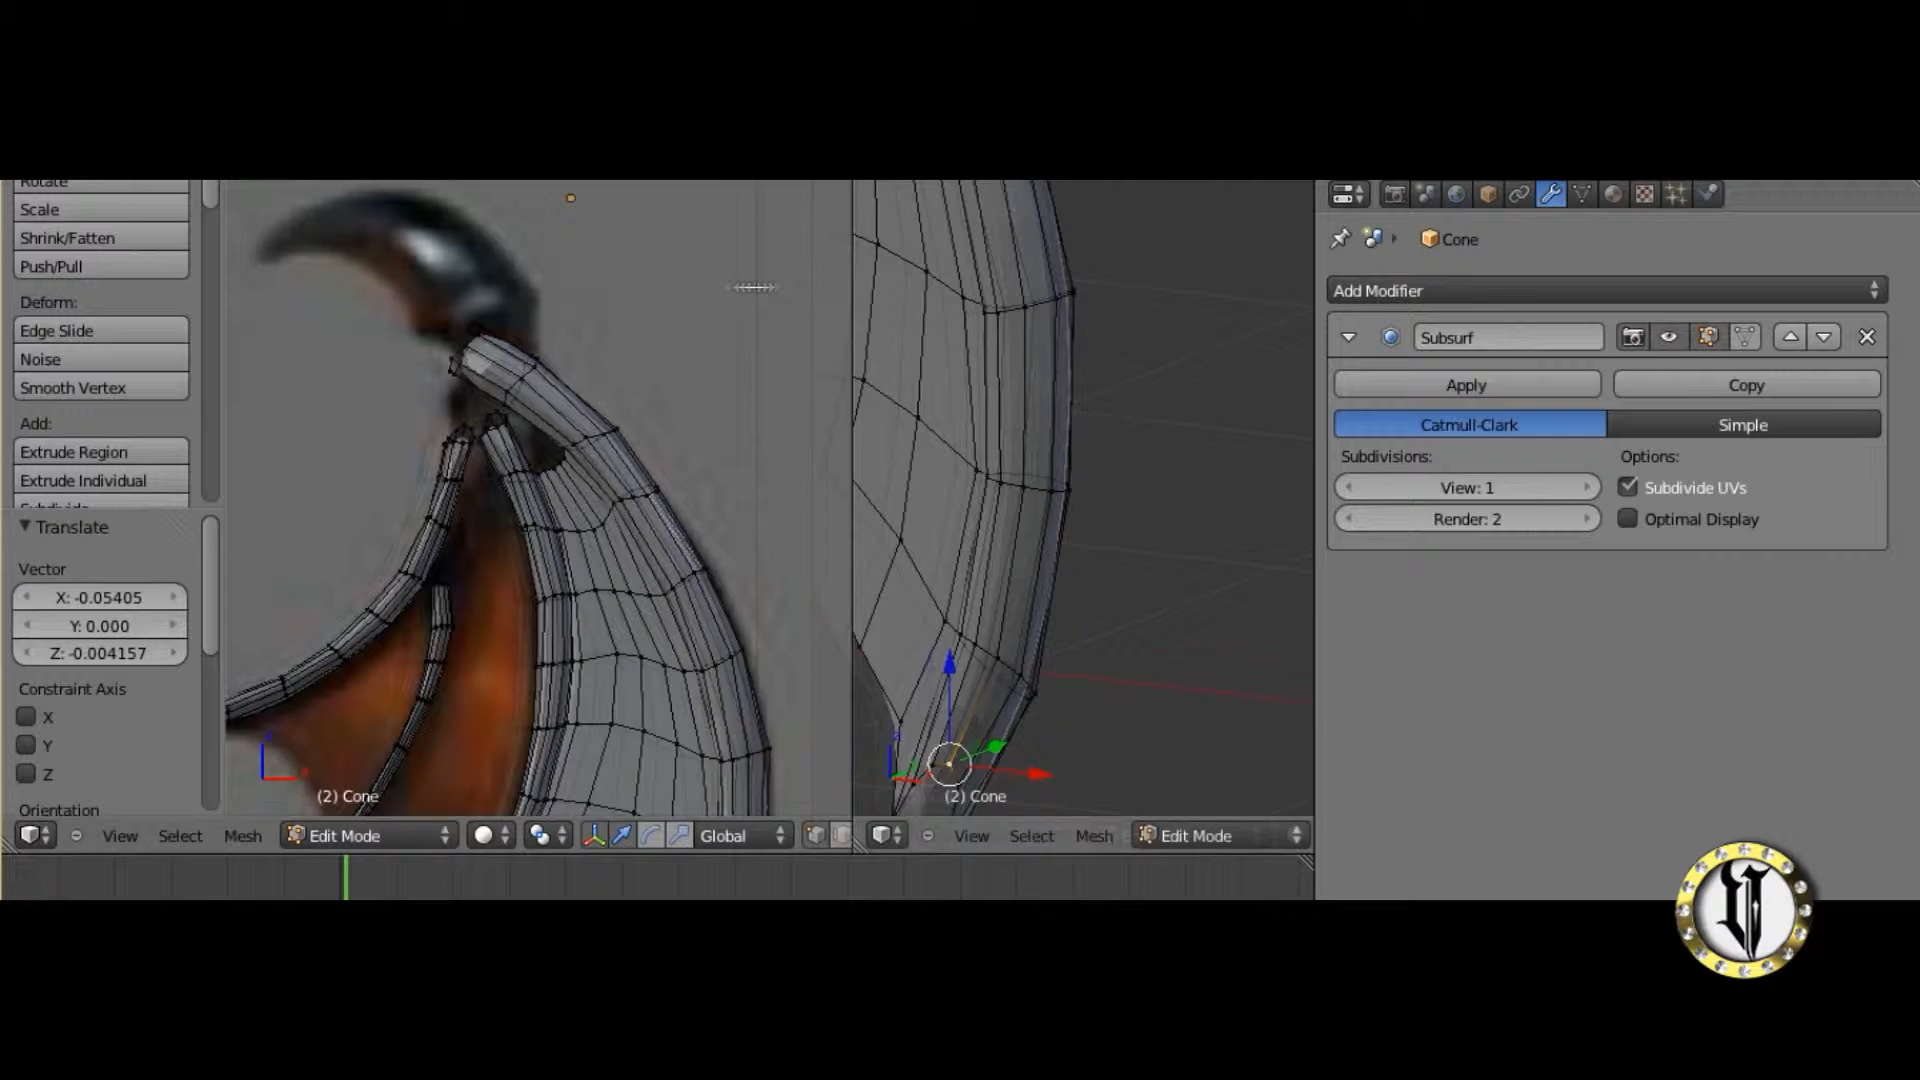 Rotate
Scale
Shrink/Fatten
Push/Pull
Deform:
Edge Slide
Noise
Smooth Vertex
Add:
Extrude Region
Extrude Individual
Subdivide
Translate
Vector
X: -0.05405
Y: 0.000
Z: -0.004157
Constraint Axis
X
Y
Z
Orientation
(2) Cone
View Select Mesh Edit Mode Global
(2) Cone
View Select Mesh Edit Mode
Cone
Add Modifier
Subsurf
Apply Copy
Catmull-Clark Simple
Subdivisions: Options:
View: 1 Subdivide UVs
Render: 2 Optimal Display